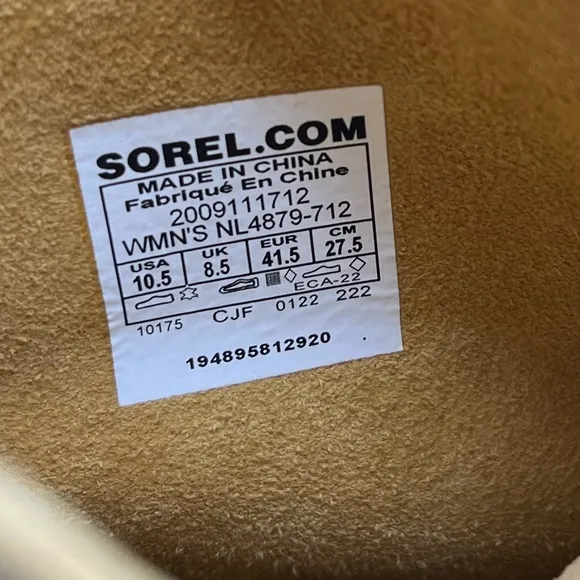 SOREL.COM
MADE IN CHINA
Fabriqué En Chine
2009111712
WMN'S NL4879-712
USA UK EUR CM
10.5 8.5 41.5 27.5
ECA-22
10175 CJF 0122 222
194895812920